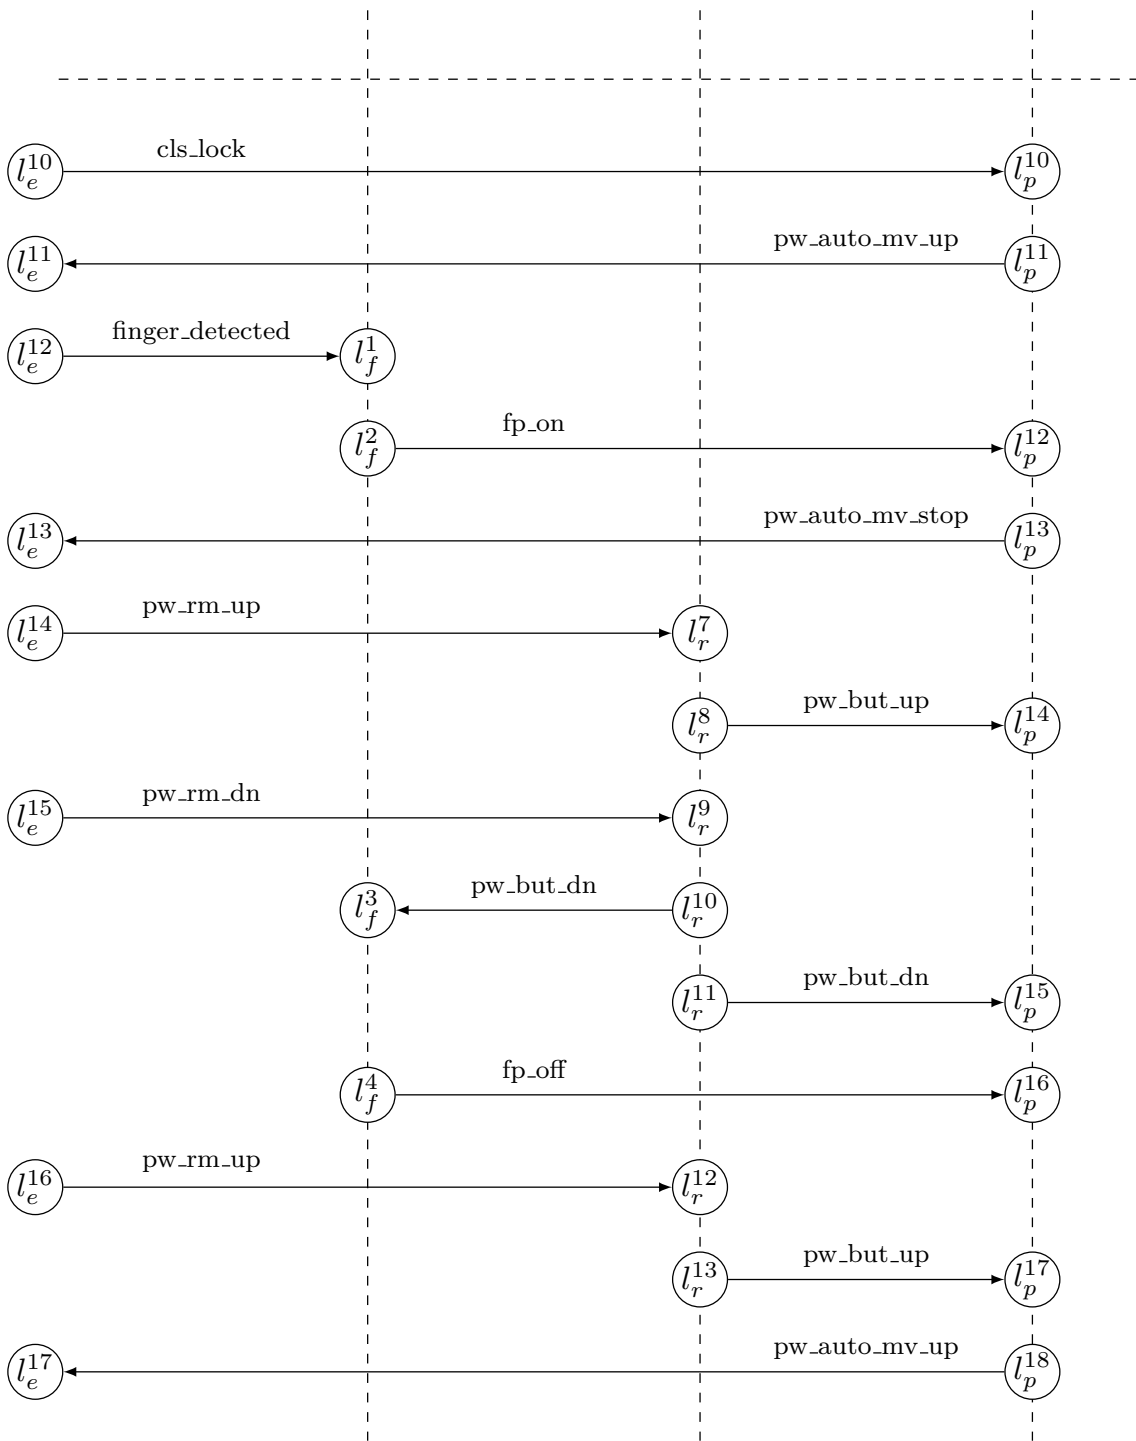 cls_lock
l_e^10 l_p^10
pw_auto_mv_up
l_e^11 l_p^11
finger_detected
l_e^12 l_f^1
fp_on
l_f^2 l_p^12
pw_auto_mv_stop
l_e^13 l_p^13
pw_rm_up
l_e^14 l_r^7
pw_but_up
l_r^8 l_p^14
pw_rm_dn
l_e^15 l_r^9
pw_but_dn
l_f^3 l_r^10
pw_but_dn
l_r^11 l_p^15
fp_off
l_f^4 l_p^16
pw_rm_up
l_e^16 l_r^12
pw_but_up
l_r^13 l_p^17
pw_auto_mv_up
l_e^17 l_p^18